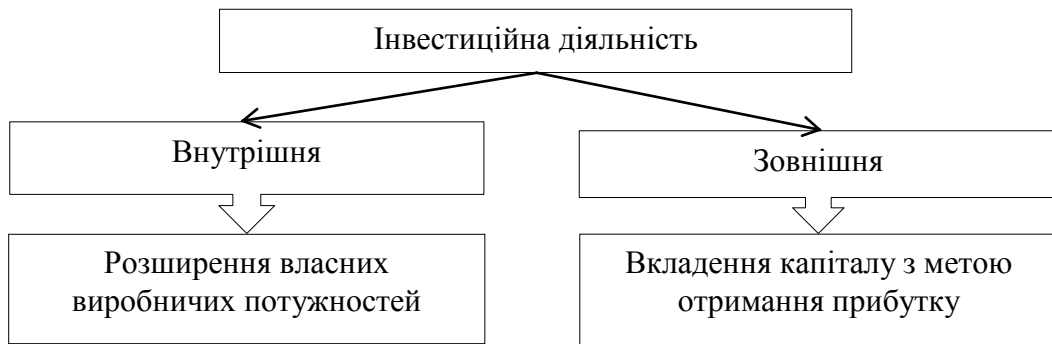 Інвестиційна діяльність
Внутрішня
Зовнішня
Розширення власних
виробничих потужностей
Вкладення капіталу з метою
отримання прибутку